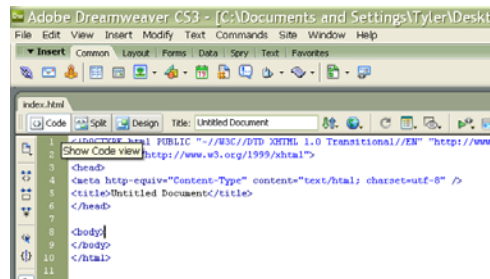 Adobe Dreamweaver CS3 - [C:\Documents and Settings\Tyler\Deskt
File Edit View Insert Modify Text Commands Site Window Help
Insert Common Layout Forms Data Spry Text Favorites
index.html
Code Split Design Title: Untitled Document
1 <!DOCTYPE html PUBLIC "-//W3C//DTD XHTML 1.0 Transitional//EN" "http://www
Show Code view
2 http://www.w3.org/1999/xhtml">
3 <head>
4 <meta http-equiv="Content-Type" content="text/html; charset=utf-8" />
5 <title>Untitled Document</title>
6 </head>
7
8 <body>
9 </body>
10 </html>
11